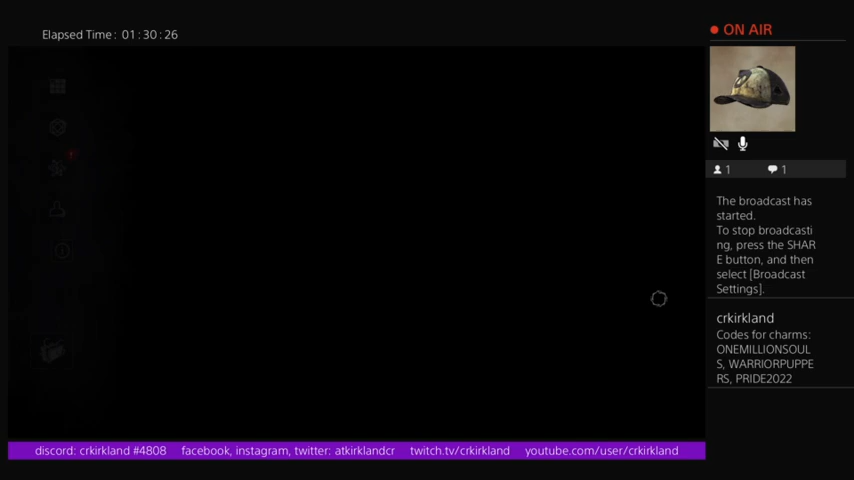 Elapsed Time: 01:30:26
ON AIR
1 1
The broadcast has
started.
To stop broadcasti
ng, press the SHAR
E button, and then
select [Broadcast
Settings].
crkirkland
Codes for charms:
ONEMILLIONSOUL
S, WARRIORPUPPE
RS, PRIDE2022
discord: crkirkland #4808 facebook, instagram, twitter: atkirklandcr twitch.tv/crkirkland youtube.com/user/crkirkland